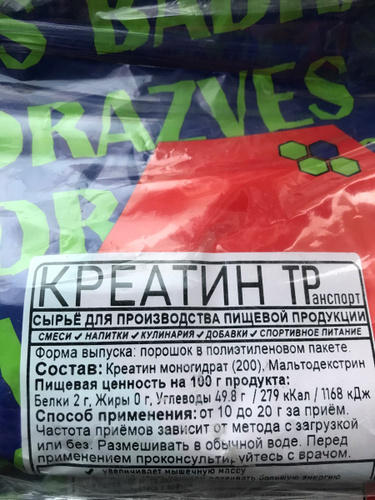 S BADR
ORAZVES
КРЕАТИН ТРанспорт
СЫРЬЁ ДЛЯ ПРОИЗВОДСТВА ПИЩЕВОЙ ПРОДУКЦИИ
СМЕСИ ✓ НАПИТКИ ✓ КУЛИНАРИЯ ✓ ДОБАВКИ ✓ СПОРТИВНОЕ ПИТАНИЕ
Форма выпуска: порошок в полиэтиленовом пакете.
Состав: Креатин моногидрат (200), Мальтодекстрин
Пищевая ценность на 100 г продукта:
Белки 2 г, Жиры 0 г, Углеводы 49.8 г / 279 кКал / 1168 кДж
Способ применения: от 10 до 20 г за приём.
Частота приёмов зависит от метода с загрузкой
или без. Размешивать в обычной воде. Перед
применением проконсультируйтесь с врачом.
✓ увеличивает мышечную массу